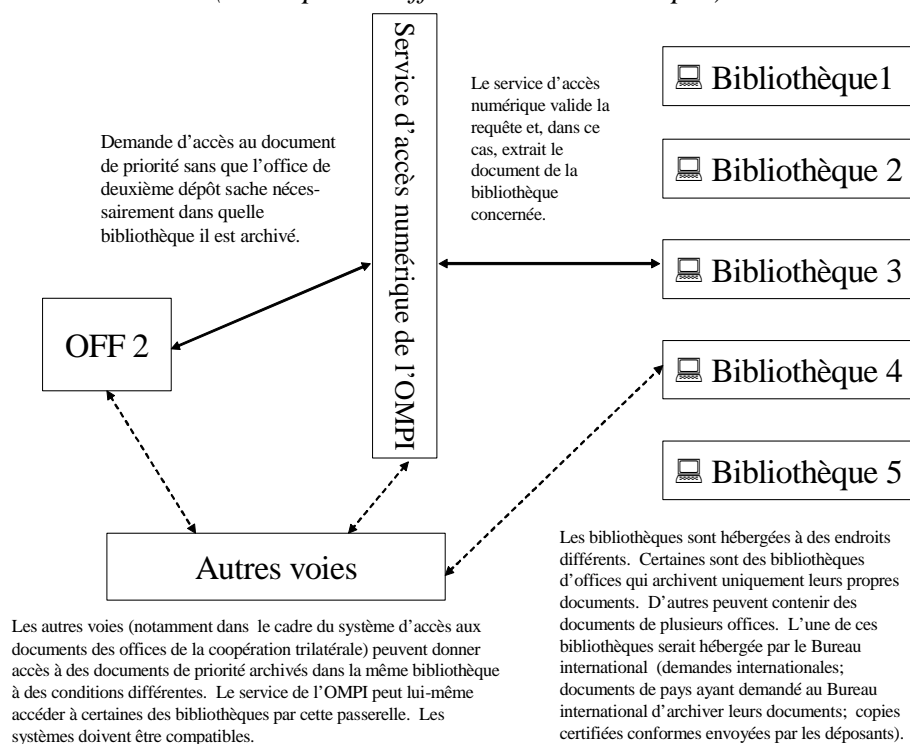 Demande d'accès au document
de priorité sans que l'office de
deuxième dépôt sache néces-
sairement dans quelle
bibliothèque il est archivé.
Service d'accès numérique de l'OMPI
Le service d'accès
numérique valide la
requête et, dans ce
cas, extrait le
document de la
bibliothèque
concernée.
Bibliothèque1
Bibliothèque 2
Bibliothèque 3
Bibliothèque 4
Bibliothèque 5
OFF 2
Autres voies
Les autres voies (notamment dans le cadre du système d'accès aux
documents des offices de la coopération trilatérale) peuvent donner
accès à des documents de priorité archivés dans la même bibliothèque
à des conditions différentes. Le service de l'OMPI peut lui-même
accéder à certaines des bibliothèques par cette passerelle. Les
systèmes doivent être compatibles.
Les bibliothèques sont hébergées à des endroits
différents. Certaines sont des bibliothèques
d'offices qui archivent uniquement leurs propres
documents. D'autres peuvent contenir des
documents de plusieurs offices. L'une de ces
bibliothèques serait hébergée par le Bureau
international (demandes internationales;
documents de pays ayant demandé au Bureau
international d'archiver leurs documents; copies
certifiées conformes envoyées par les déposants).